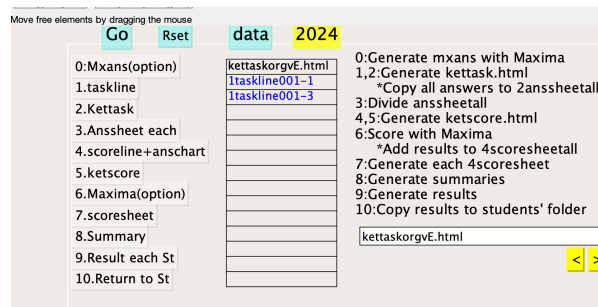 Move free elements by dragging the mouse
Go Rset data 2024
0:Mxans(option)
1.taskline
2.Kettask
3.Anssheet each
4.scoreline+anschart
5.ketscore
6.Maxima(option)
7.scoresheet
8.Summary
9.Result each St
10.Return to St
kettaskorgvE.html
1taskline001-1
1taskline001-3
0:Generate mxans with Maxima
1,2:Generate kettask.html
*Copy all answers to 2anssheetall
3:Divide anssheetall
4,5:Generate ketscore.html
6:Score with Maxima
*Add results to 4scoresheetall
7:Generate each 4scoresheet
8:Generate summaries
9:Generate results
10:Copy results to students' folder
kettaskorgvE.html
< >